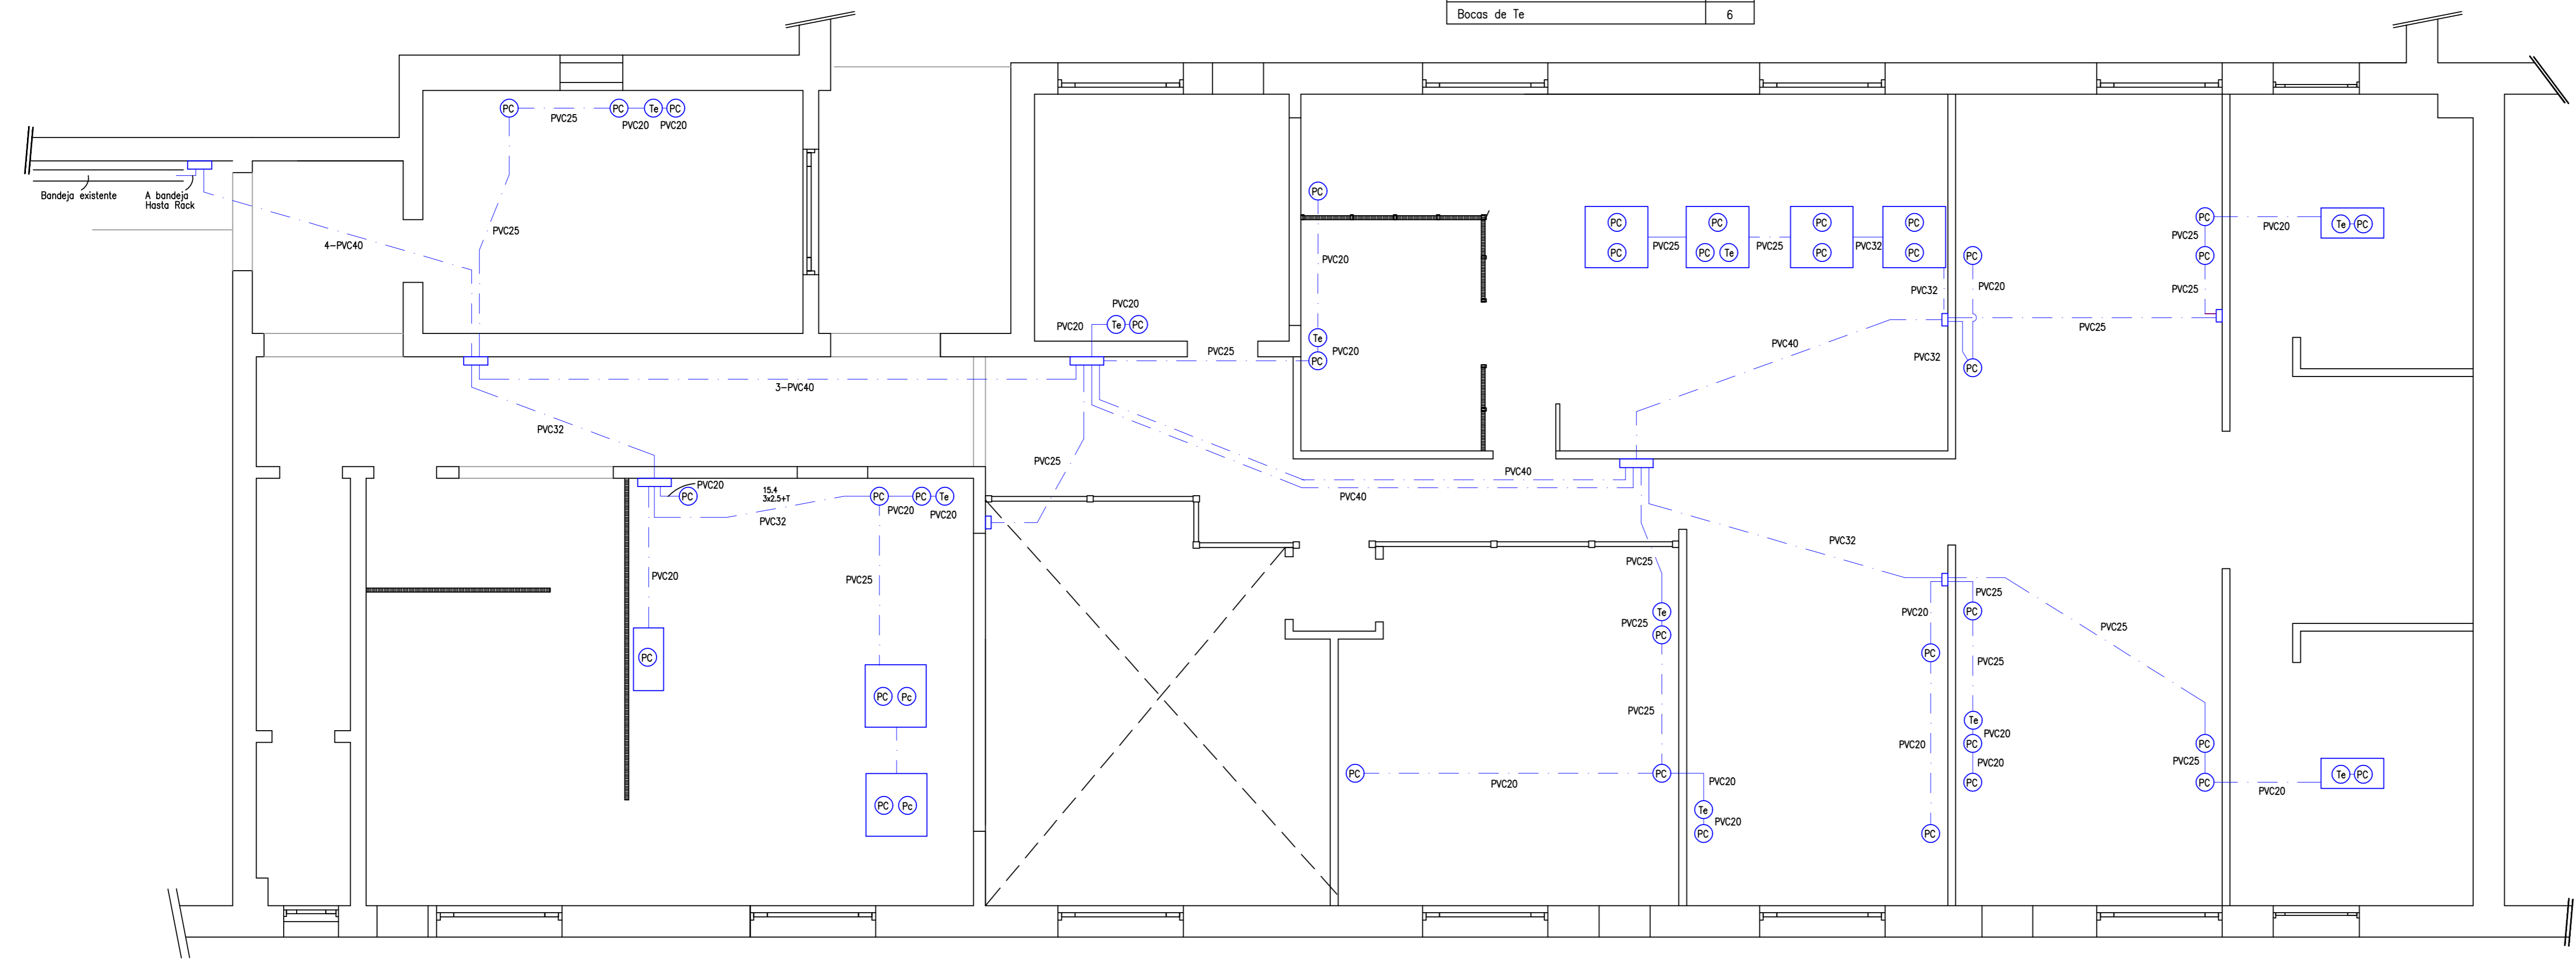 Bocas de Te 6
PC PC Te PC
PVC25 PVC20 PVC20
Bandeja existente
A bandeja
Hasta Rack
4-PVC40
PVC25
PC
PVC20
PVC20
Te PC
PVC20
Te
PVC25 PVC20
PC
PC PC PC PC
PVC25 PVC25 PVC32
PC PC Te PC PC
PVC32
PC
PVC20
PC
PVC25
PC
PVC25
PVC20
Te PC
PVC25
PVC40
PVC32
PC
3-PVC40
PVC32
PVC25
PVC40
PVC40
PVC20
PC
15.4
3x2.5+T
PVC32
PC PC Te
PVC20 PVC20
PVC20
PVC25
PC
PC Pc
PC Pc
PVC32
PVC25
Te
PVC25
PC
PVC25
PC
PVC20
PC
PVC20
Te
PVC20
PC
PVC20
PC
PVC20
PC
PVC25
PC
PVC25
Te
PVC20
PC
PVC20
PC
PVC25
PC
PVC25
PC
PVC20
Te PC